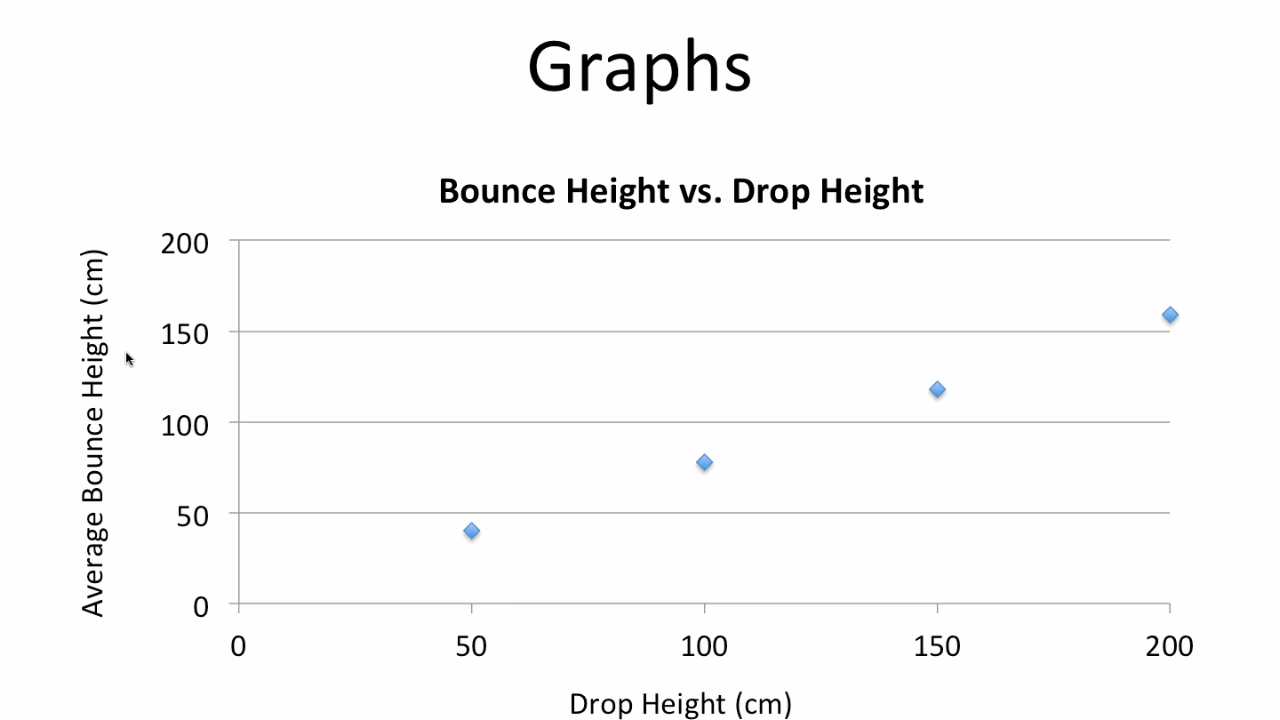 Graphs
Bounce Height vs. Drop Height
Average Bounce Height (cm)
200
150
100
50
0
0 50 100 150 200
Drop Height (cm)